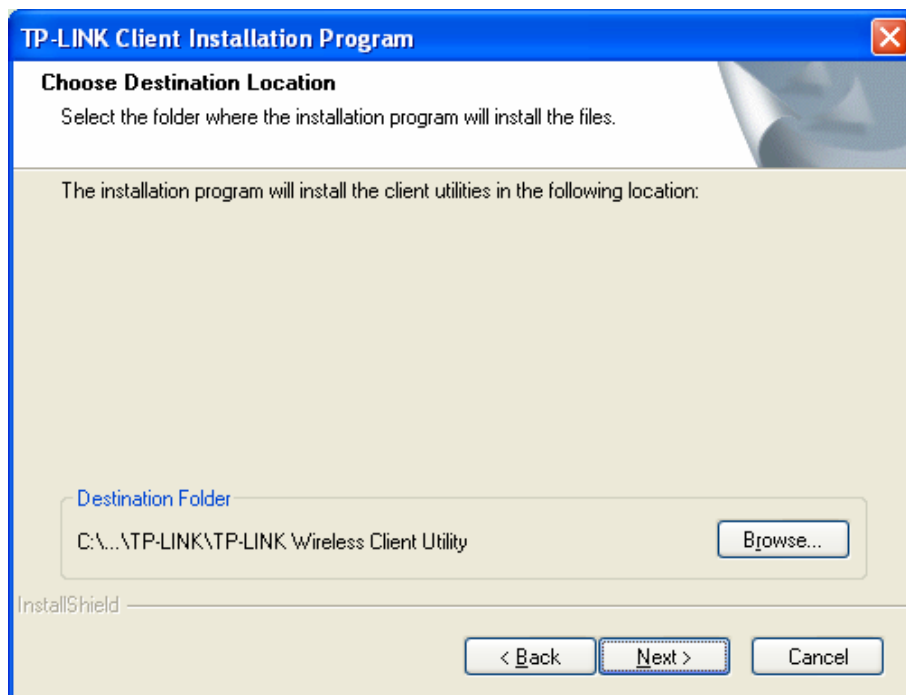 TP-LINK Client Installation Program
Choose Destination Location
Select the folder where the installation program will install the files.
The installation program will install the client utilities in the following location:
Destination Folder
C:\...\TP-LINK\TP-LINK Wireless Client Utility
Browse...
InstallShield
< Back
Next >
Cancel